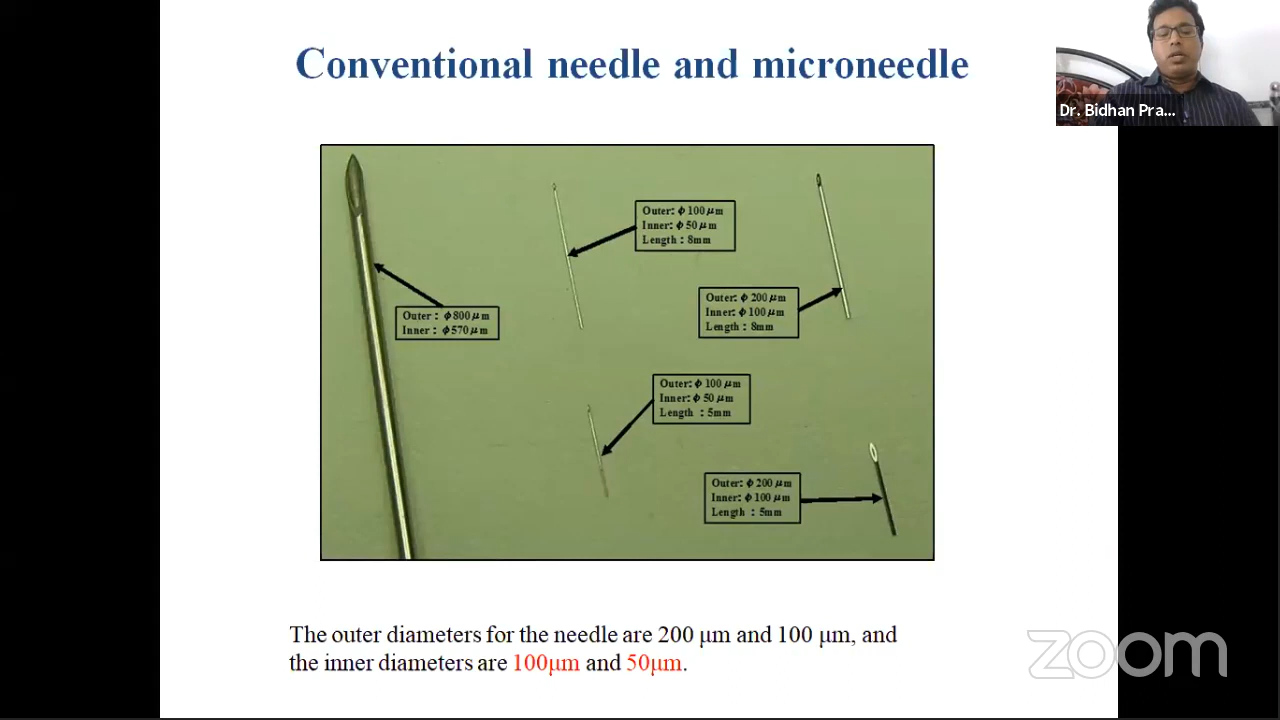 Conventional needle and microneedle
Dr. Bidhan Pra...
Outer: ϕ 100 μm
Inner: ϕ 50 μm
Length : 8mm
Outer: ϕ 200 μm
Inner: ϕ 100 μm
Length : 8mm
Outer : ϕ800 μm
Inner : ϕ570 μm
Outer: ϕ 100 μm
Inner: ϕ 50 μm
Length : 5mm
Outer: ϕ 200 μm
Inner: ϕ 100 μm
Length : 5mm
The outer diameters for the needle are 200 μm and 100 μm, and
the inner diameters are 100μm and 50μm.
zoom